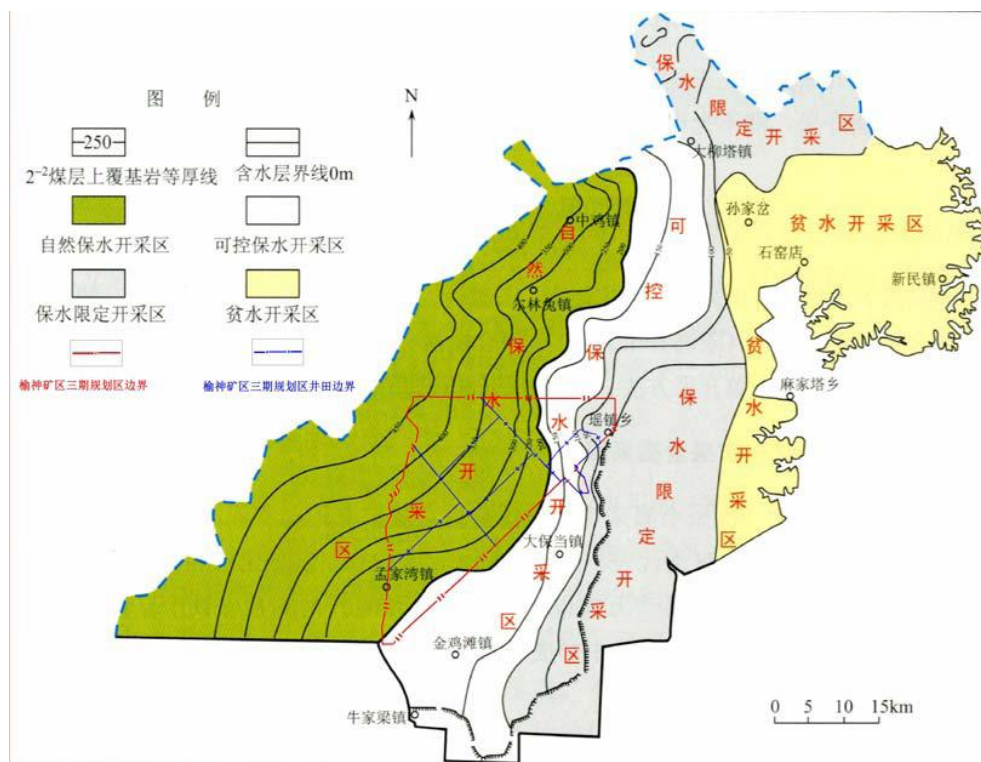 图 例
250
2⁻²煤层上覆基岩等厚线
含水层界线0m
自然保水开采区
可控保水开采区
保水限定开采区
贫水开采区
榆神矿区三期规划区边界
榆神矿区三期规划区井田边界
N
保水限定开采区
大柳塔镇
中鸡镇
孙家岔
贫水开采区
石窑店
新民镇
尔林兔镇
自然保水开采区
可控保水开采区
保水限定开采区
贫水开采区
麻家塔乡
瑶镇乡
大保当镇
孟家湾镇
金鸡滩镇
牛家梁镇
0 5 10 15km